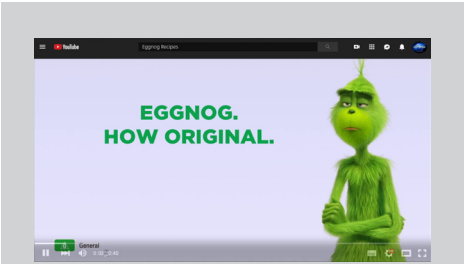 YouTube
Eggnog Recipes
EGGNOG.
HOW ORIGINAL.
General